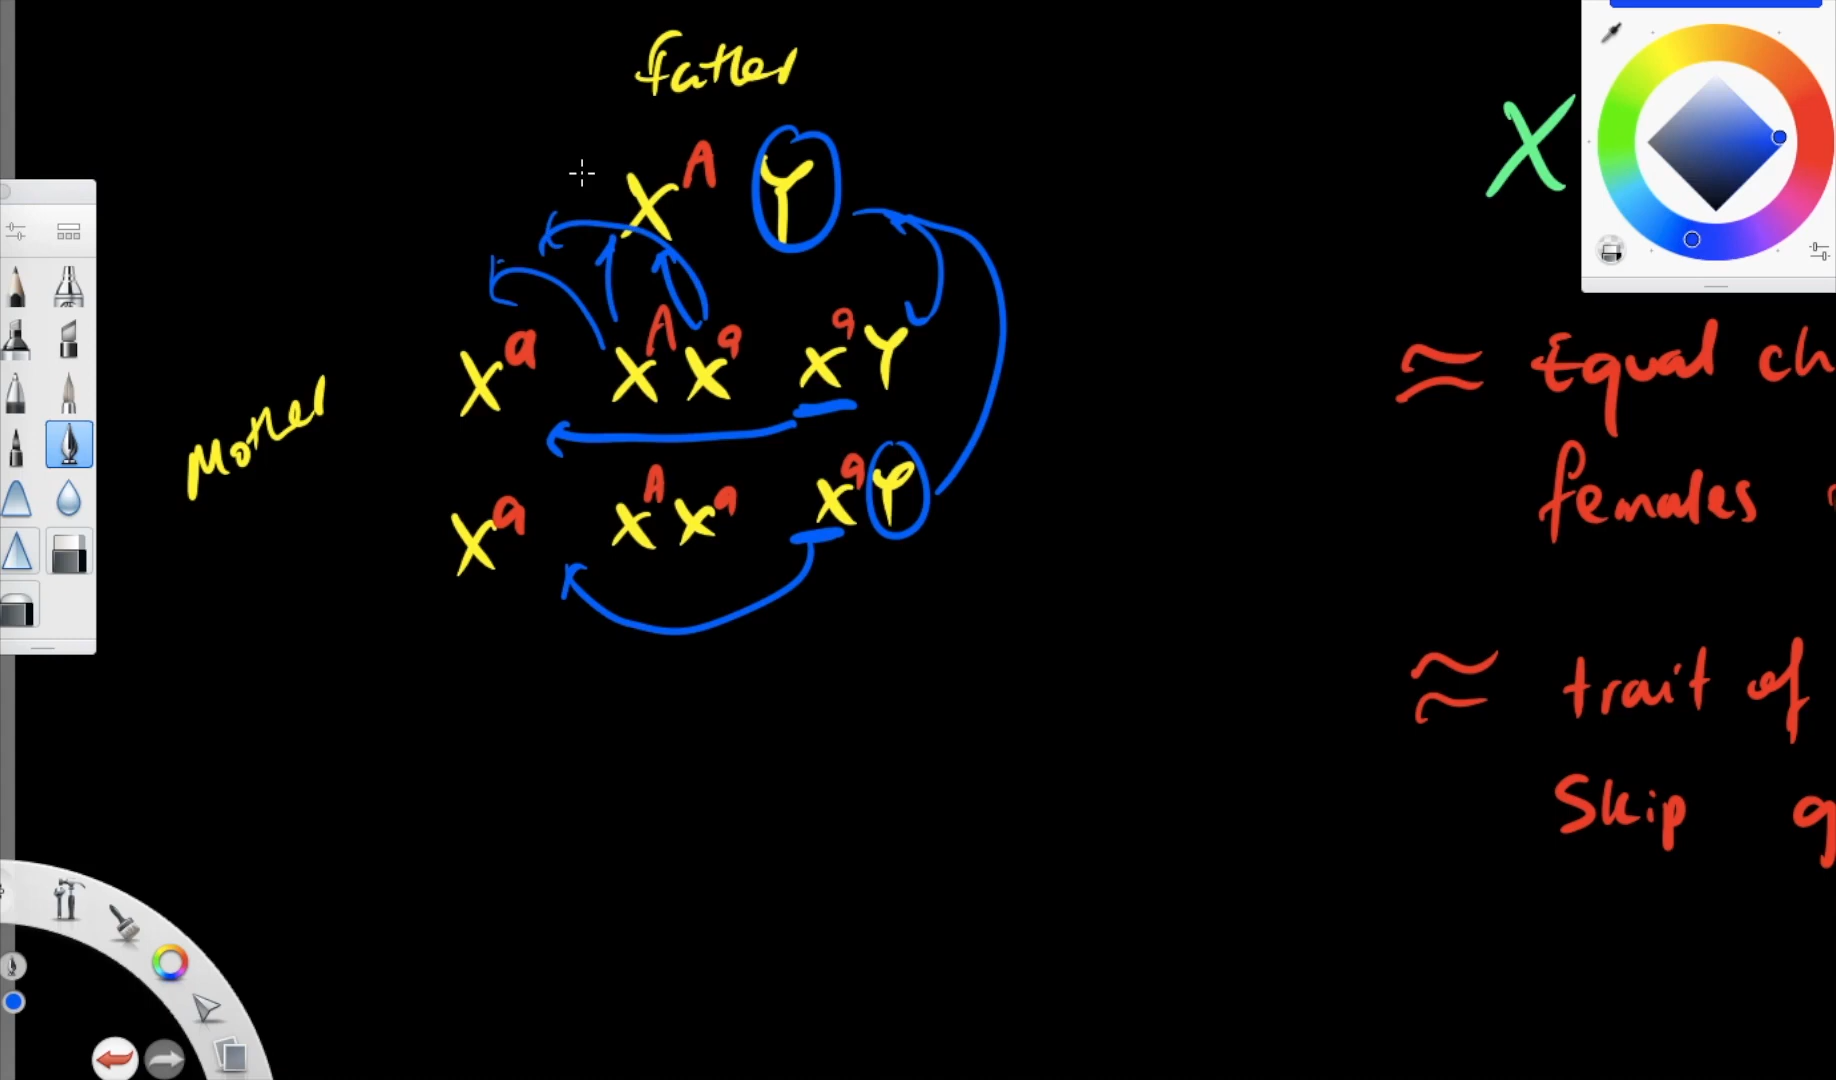 Father
X^A Y
X
X^a X^A X^a X^a Y
≈ Equal ch
Mother
females
X^a X^A X^a X^a Y
≈ trait of
Skip g